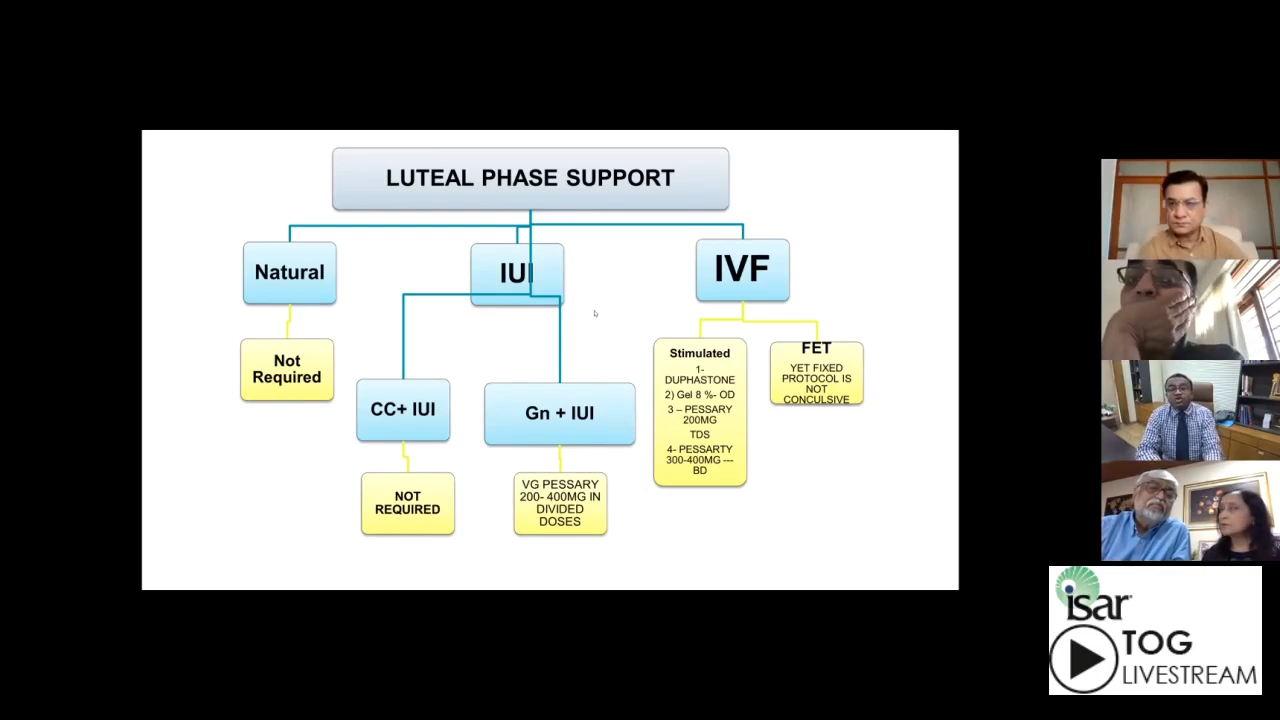 LUTEAL PHASE SUPPORT
Natural
IUI
IVF
Not
Required
CC+ IUI
Gn + IUI
NOT
REQUIRED
VG PESSARY
200- 400MG IN
DIVIDED
DOSES
Stimulated
1-
DUPHASTONE
2) Gel 8 %- OD
3 – PESSARY
200MG
TDS
4- PESSARTY
300-400MG ---
BD
FET
YET FIXED
PROTOCOL IS
NOT
CONCULSIVE
isar
TOG
LIVESTREAM